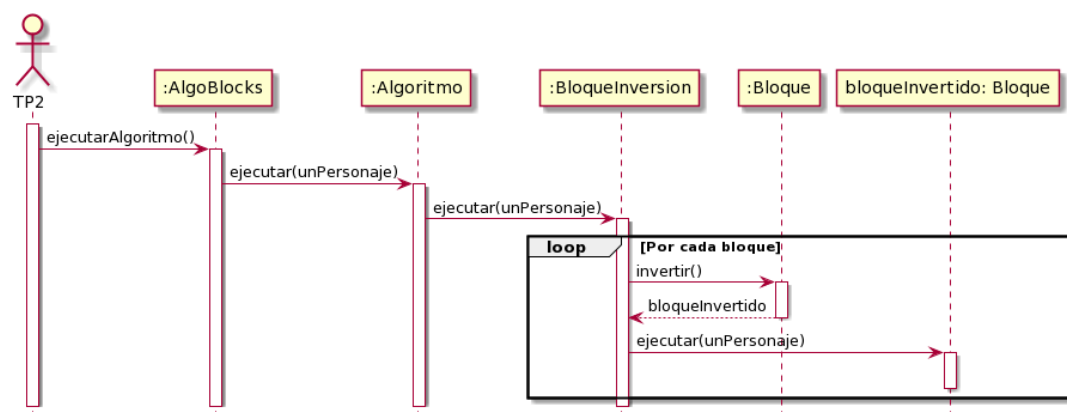 TP2
:AlgoBlocks
:Algoritmo
:BloqueInversion
:Bloque
bloqueInvertido: Bloque
ejecutarAlgoritmo()
ejecutar(unPersonaje)
ejecutar(unPersonaje)
loop
[Por cada bloque]
invertir()
bloqueInvertido
ejecutar(unPersonaje)